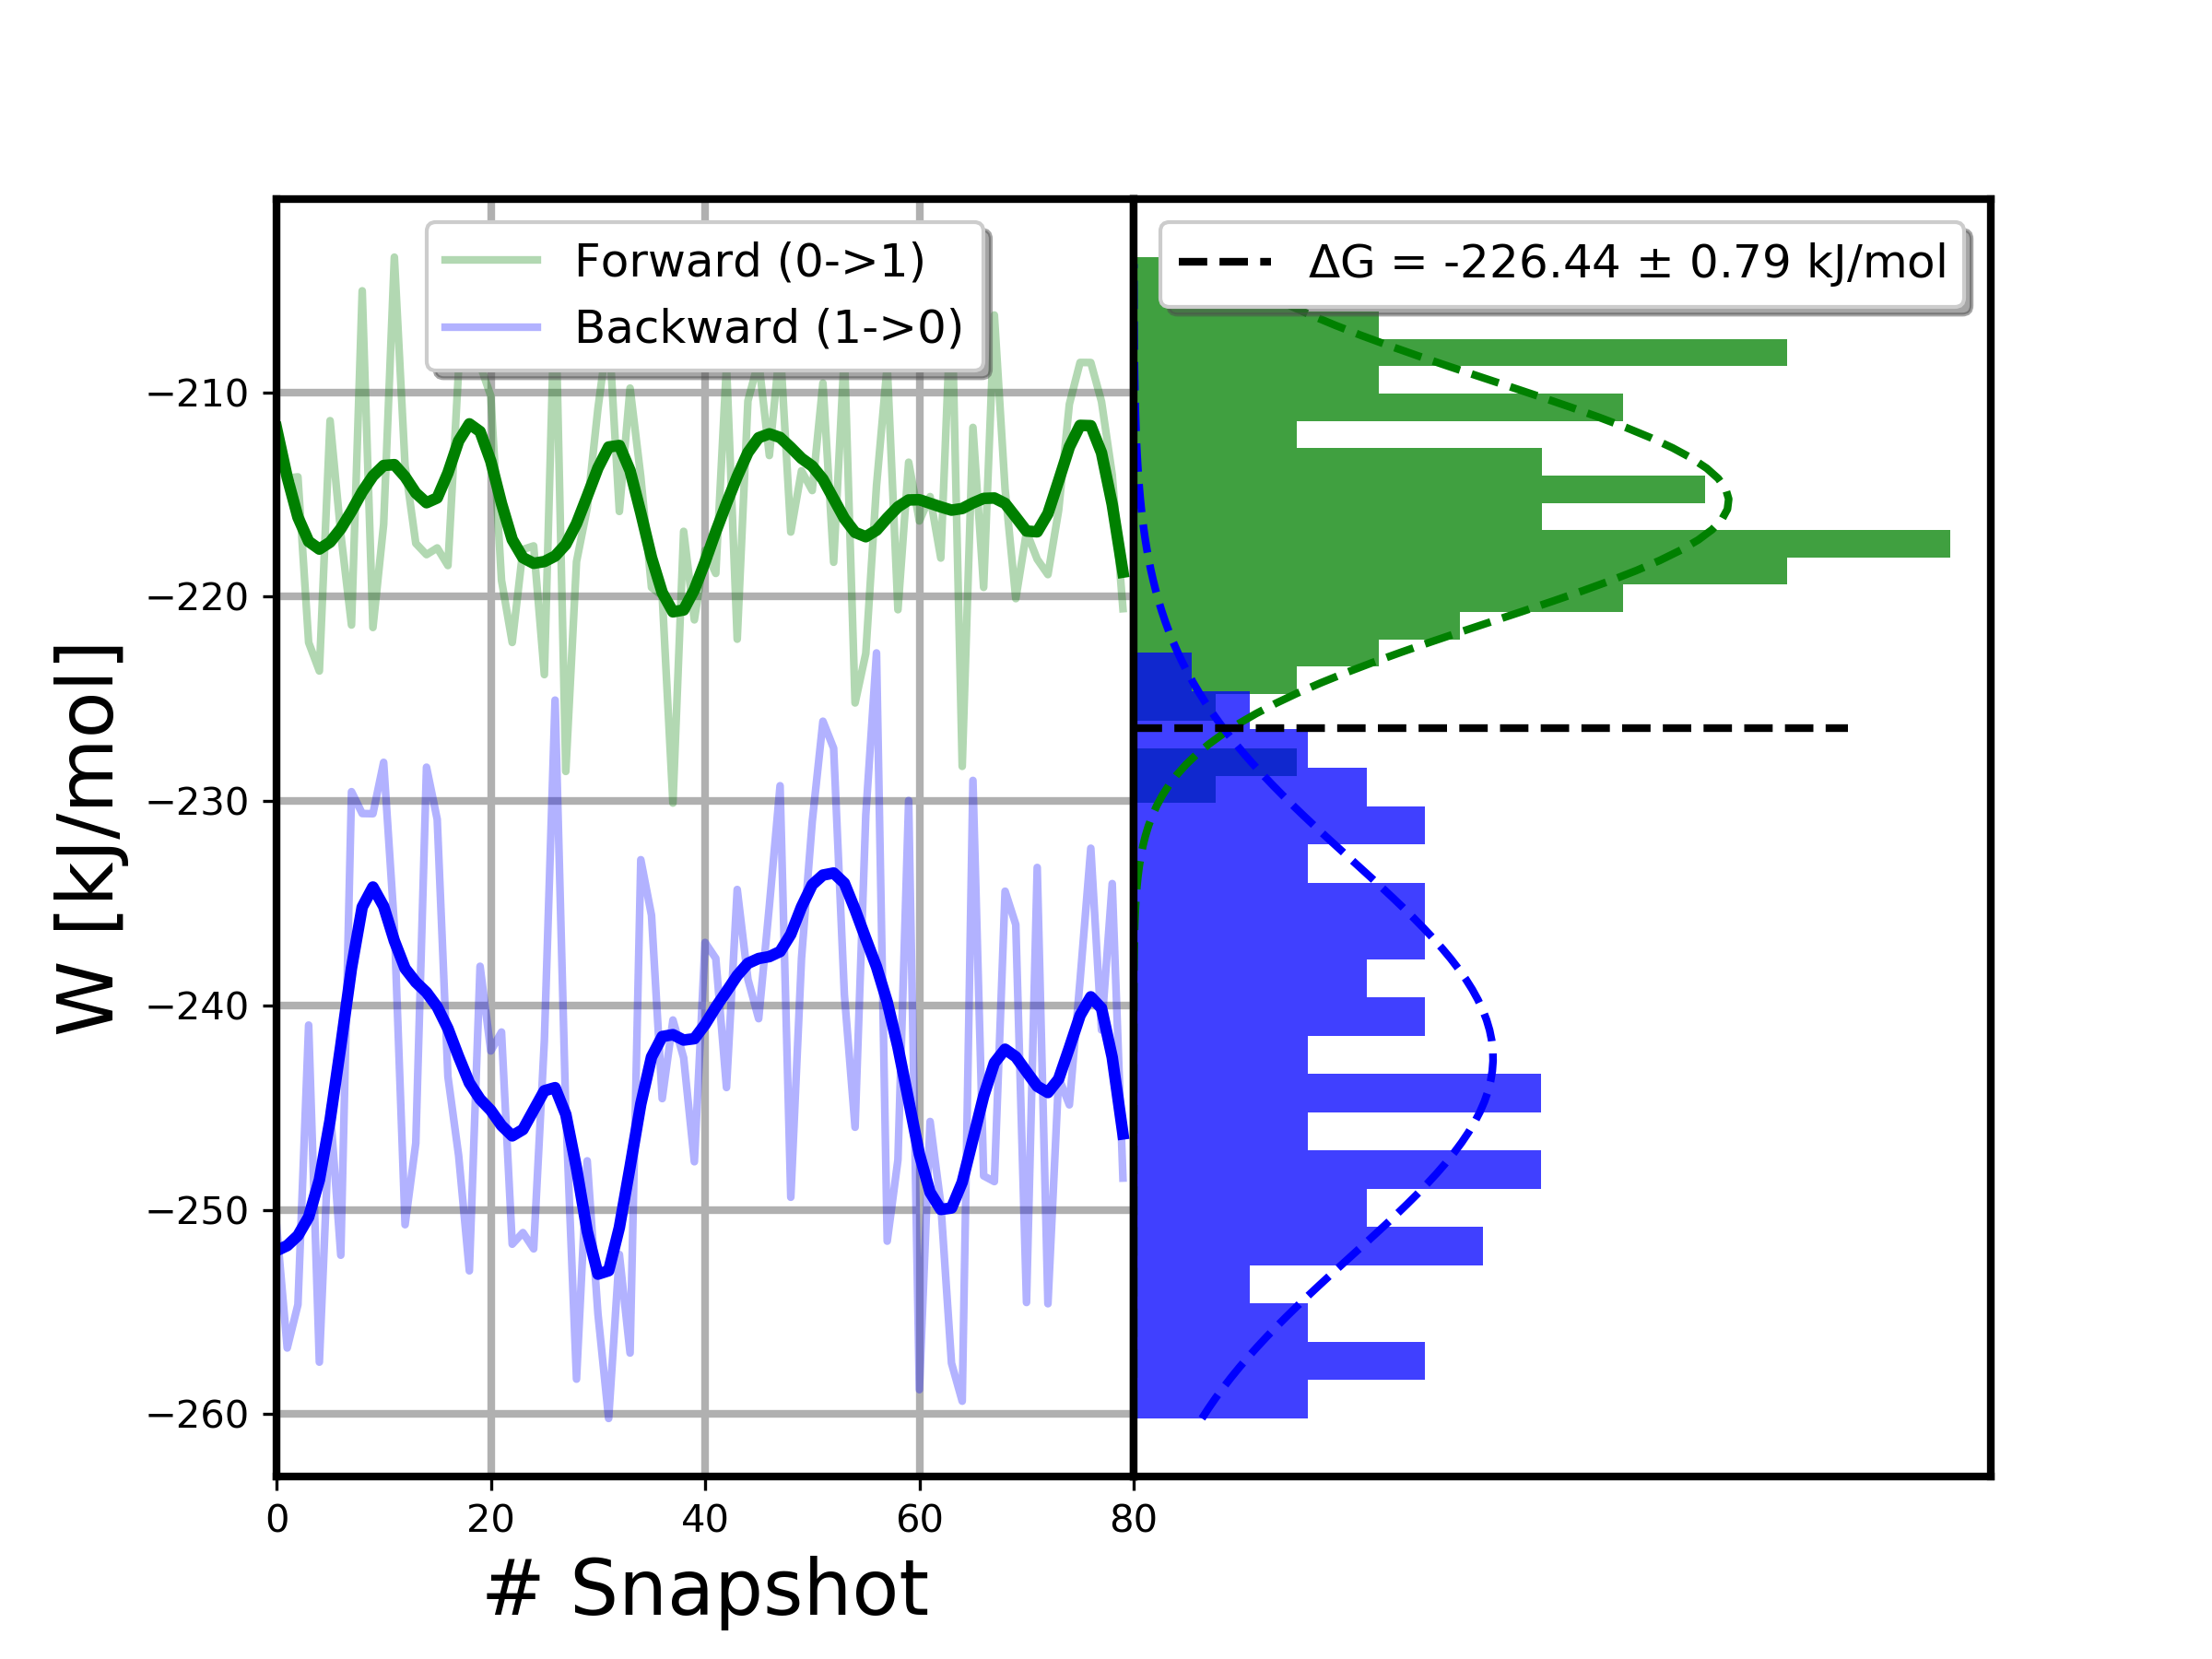 Forward (0->1)
Backward (1->0)
ΔG = -226.44 ± 0.79 kJ/mol
W [kJ/mol]
−210
−220
−230
−240
−250
−260
0 20 40 60 80
# Snapshot